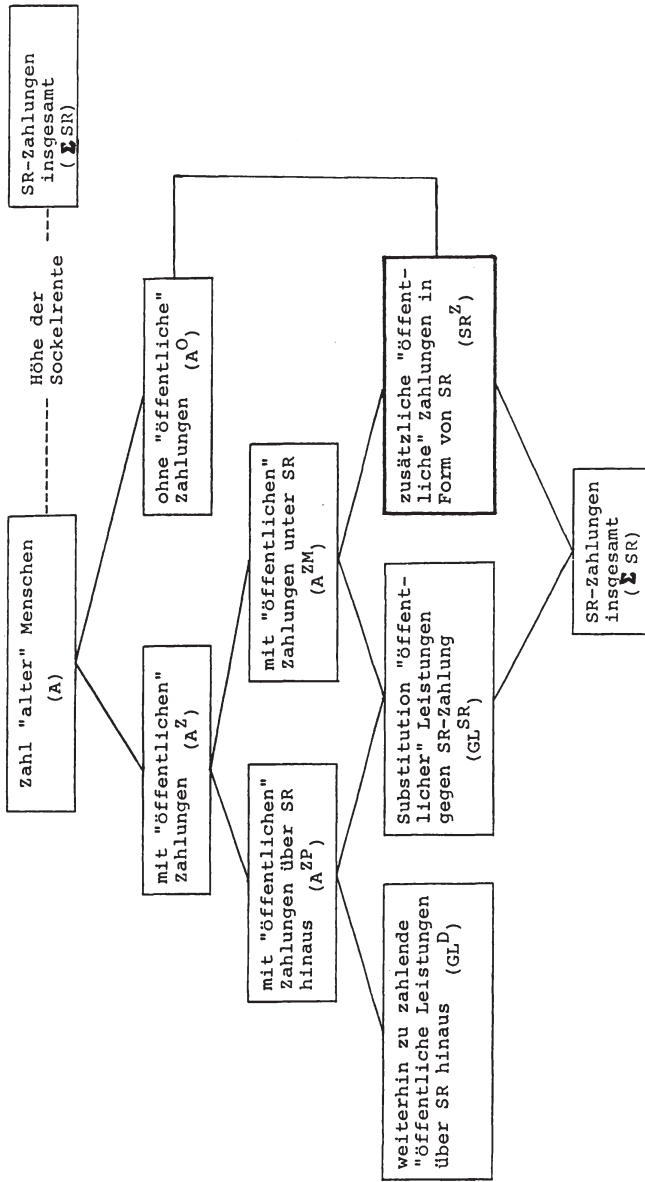 Zahl "alter" Menschen
(A)
Höhe der
Sockelrente
SR-Zahlungen
insgesamt
(Σ SR)
mit "öffentlichen"
Zahlungen (A^Z)
ohne "öffentliche"
Zahlungen (A^O)
mit "öffentlichen"
Zahlungen über SR
hinaus (A^ZP)
mit "öffentlichen"
Zahlungen unter SR
(A^ZM)
weiterhin zu zahlende
"öffentliche Leistungen
über SR hinaus (GL^D)
Substitution "öffent-
licher" Leistungen
gegen SR-Zahlung
(GL^SR)
zusätzliche "öffent-
liche" Zahlungen in
Form von SR
(SR^Z)
SR-Zahlungen
insgesamt
(Σ SR)